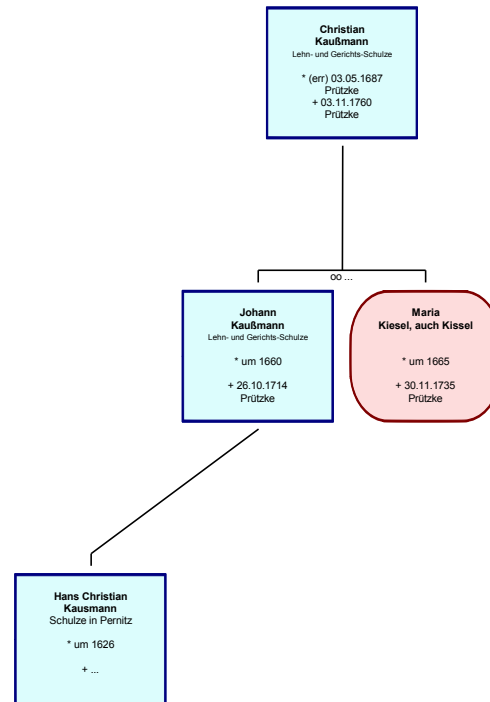 Christian
Kaußmann
Lehn- und Gerichts-Schulze
* (err) 03.05.1687
Prützke
+ 03.11.1760
Prützke
oo ...
Johann
Kaußmann
Lehn- und Gerichts-Schulze
* um 1660
+ 26.10.1714
Prützke
Maria
Kiesel, auch Kissel
* um 1665
+ 30.11.1735
Prützke
Hans Christian
Kausmann
Schulze in Pernitz
* um 1626
+ ...